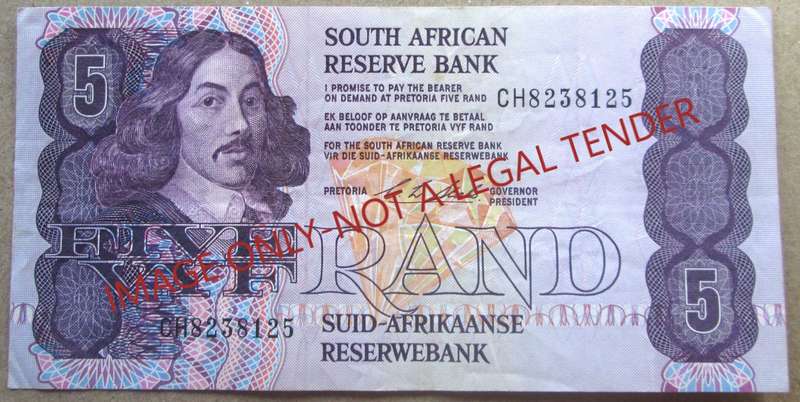 5
SOUTH AFRICAN
RESERVE BANK
I PROMISE TO PAY THE BEARER
ON DEMAND AT PRETORIA FIVE RAND
CH8238125
EK BELOOF OP AANVRAAG TE BETAAL
AAN TOONDER TE PRETORIA VYF RAND
FOR THE SOUTH AFRICAN RESERVE BANK
VIR DIE SUID-AFRIKAANSE RESERWEBANK
PRETORIA
GOVERNOR
PRESIDENT
IMAGE ONLY-NOT A LEGAL TENDER
FIVE
VYF
RAND
5
CH8238125
SUID-AFRIKAANSE
RESERWEBANK